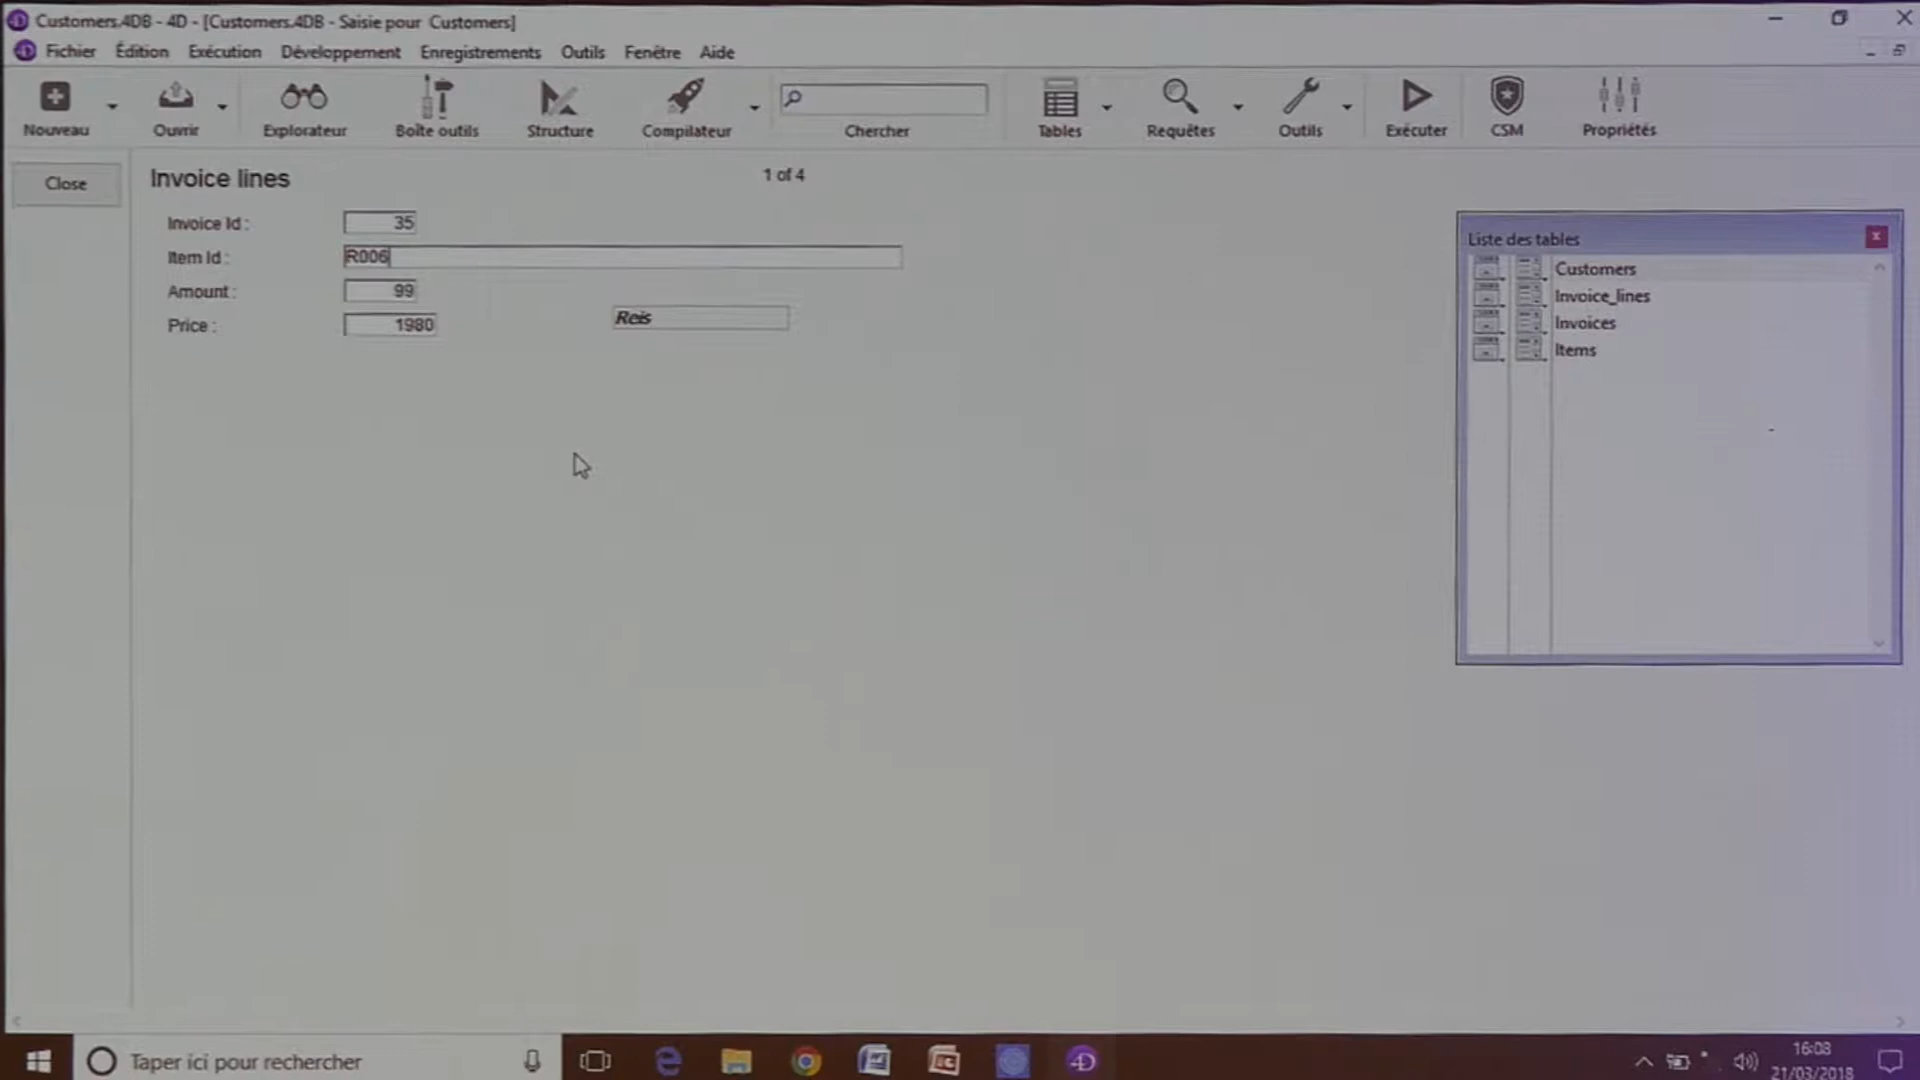 Customers.4DB - 4D - [Customers.4DB - Saisie pour Customers]
Fichier Édition Exécution Développement Enregistrements Outils Fenêtre Aide
Nouveau Ouvrir Explorateur Boîte outils Structure Compilateur Chercher Tables Requêtes Outils Exécuter CSM Propriétés
Close
Invoice lines
1 of 4
Invoice Id : 35
Item Id : R006
Amount : 99
Price : 1980
Reis
Liste des tables
Customers
Invoice_lines
Invoices
Items
Taper ici pour rechercher
16:08
21/03/2018